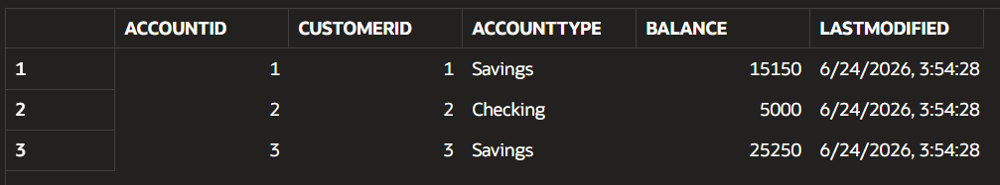 ACCOUNTID CUSTOMERID ACCOUNTTYPE BALANCE LASTMODIFIED
1 1 1 Savings 15150 6/24/2026, 3:54:28
2 2 2 Checking 5000 6/24/2026, 3:54:28
3 3 3 Savings 25250 6/24/2026, 3:54:28